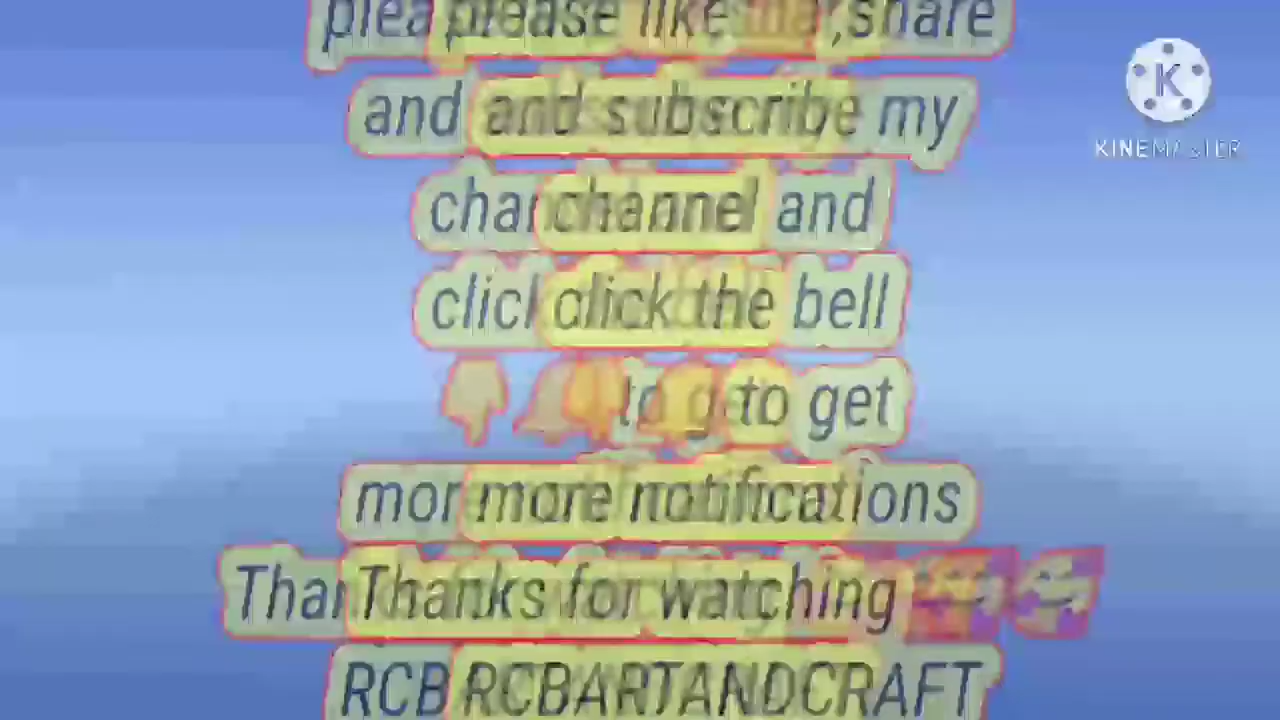 please like ,share
and subscribe my
channel and
click the bell
👇🔔 to get
more notifications
Thanks for watching
RCBARTANDCRAFT
K
KINEMASTER